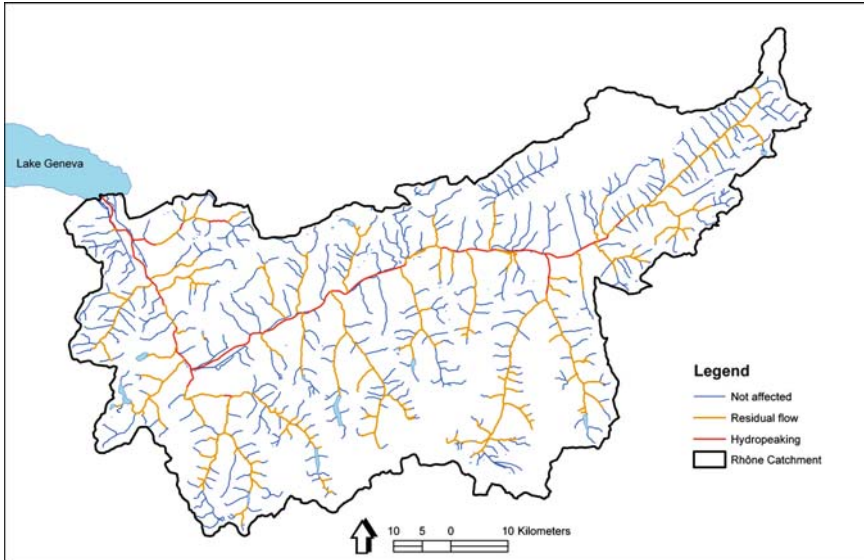 Lake Geneva
Legend
Not affected
Residual flow
Hydropeaking
Rhône Catchment
10 5 0 10 Kilometers